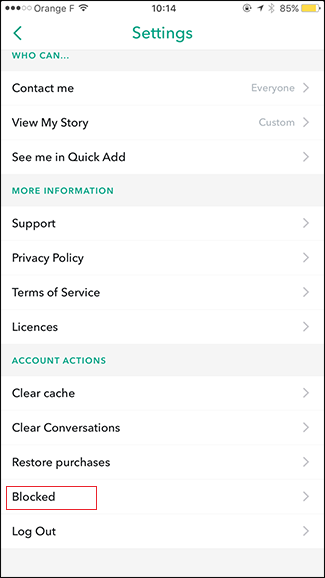 ●●●○○ Orange F 10:14 85%
Settings
WHO CAN...
Contact me Everyone
View My Story Custom
See me in Quick Add
MORE INFORMATION
Support
Privacy Policy
Terms of Service
Licences
ACCOUNT ACTIONS
Clear cache
Clear Conversations
Restore purchases
Blocked
Log Out